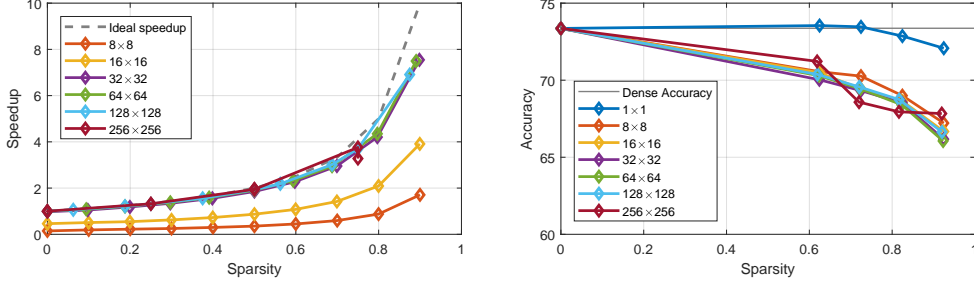 10
8
6
4
2
0
Speedup
Ideal speedup
8×8
16×16
32×32
64×64
128×128
256×256
0 0.2 0.4 0.6 0.8 1
Sparsity
75
70
65
60
Accuracy
Dense Accuracy
1×1
8×8
16×16
32×32
64×64
128×128
256×256
0 0.2 0.4 0.6 0.8 1
Sparsity